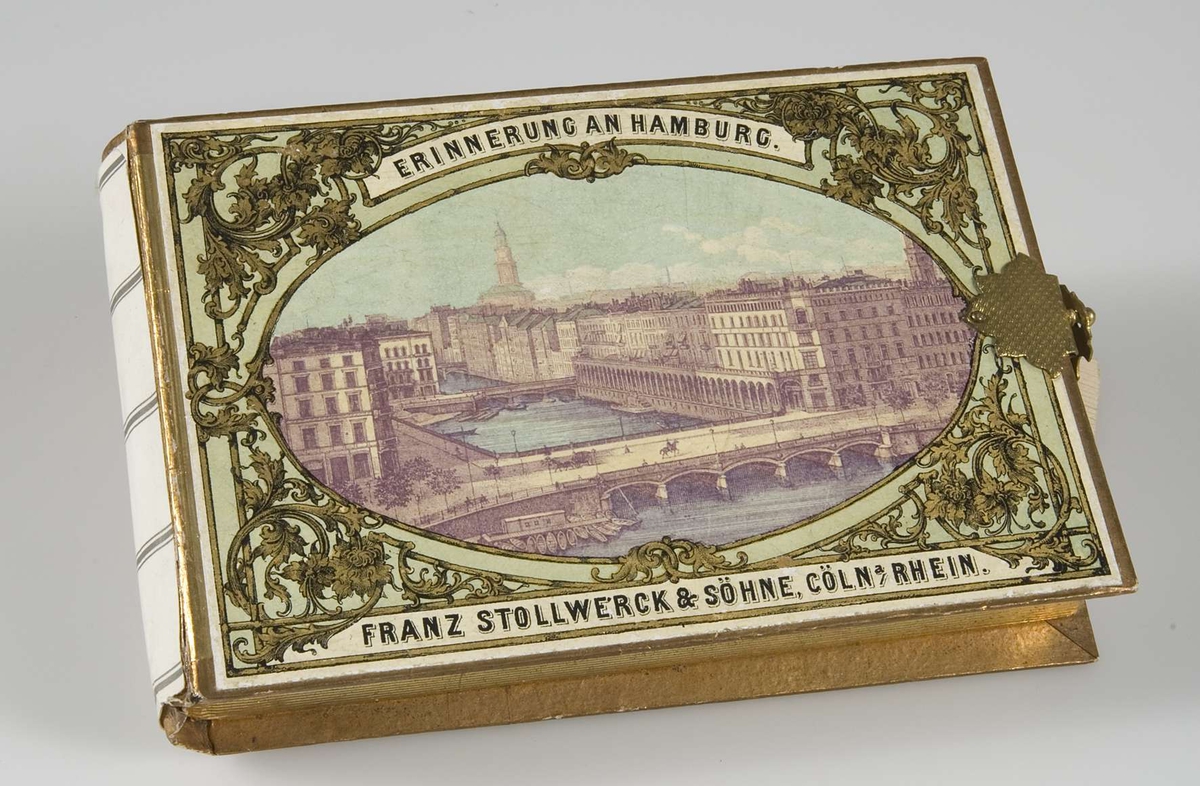 ERINNERUNG AN HAMBURG.
FRANZ STOLLWERCK & SÖHNE, CÖLN a/RHEIN.